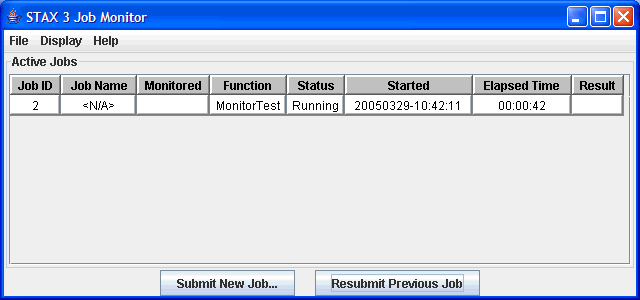 STAX 3 Job Monitor
File Display Help
Active Jobs
Job ID Job Name Monitored Function Status Started Elapsed Time Result
2 <N/A> MonitorTest Running 20050329-10:42:11 00:00:42
Submit New Job... Resubmit Previous Job